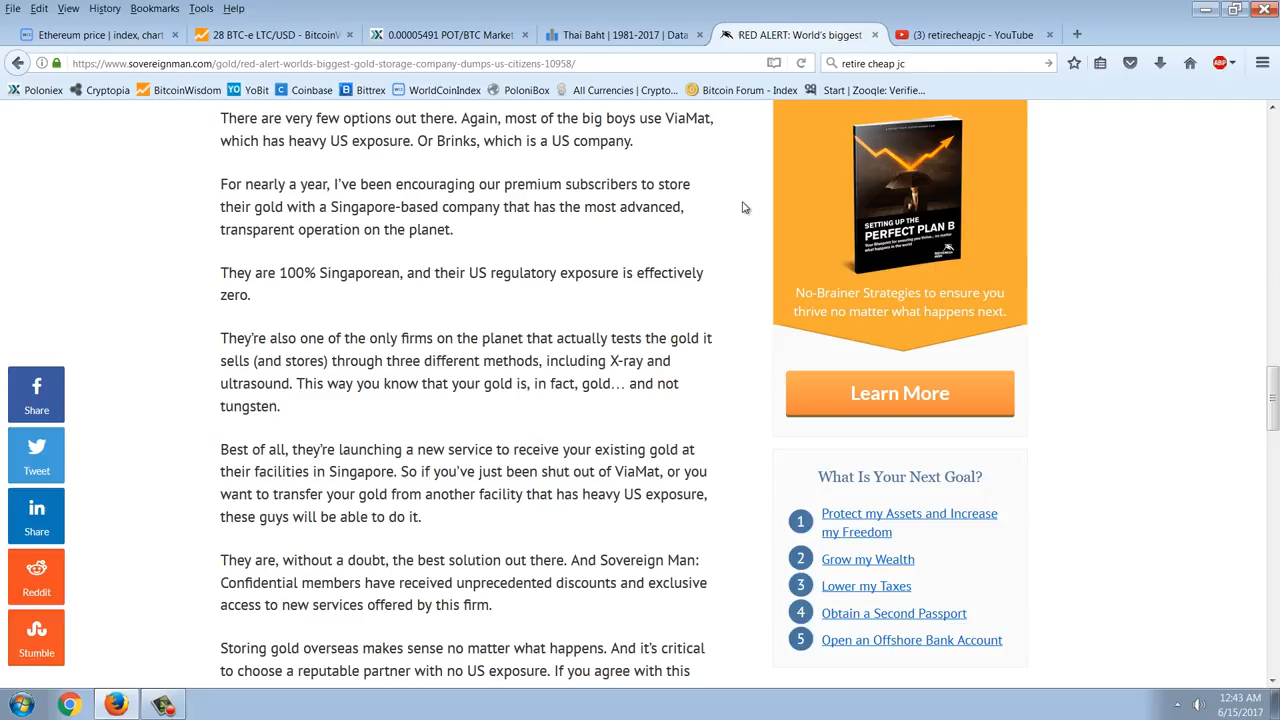 File Edit View History Bookmarks Tools Help
Ethereum price | index, chart
28 BTC-e LTC/USD - BitcoinW
0.00005491 POT/BTC Market
Thai Baht | 1981-2017 | Data
RED ALERT: World's biggest
retirecheapjc - YouTube
https://www.sovereignman.com/gold/red-alert-worlds-biggest-gold-storage-company-dumps-us-citizens-10958/
retire cheap jc
ABP
Poloniex Cryptopia BitcoinWisdom YoBit Coinbase Bittrex WorldCoinIndex PoloniBox All Currencies | Crypto... Bitcoin Forum - Index Start | Zooqle: Verifie...
There are very few options out there. Again, most of the big boys use ViaMat,
which has heavy US exposure. Or Brinks, which is a US company.
For nearly a year, I've been encouraging our premium subscribers to store
their gold with a Singapore-based company that has the most advanced,
transparent operation on the planet.
They are 100% Singaporean, and their US regulatory exposure is effectively
zero.
They're also one of the only firms on the planet that actually tests the gold it
sells (and stores) through three different methods, including X-ray and
ultrasound. This way you know that your gold is, in fact, gold… and not
tungsten.
Best of all, they're launching a new service to receive your existing gold at
their facilities in Singapore. So if you've just been shut out of ViaMat, or you
want to transfer your gold from another facility that has heavy US exposure,
these guys will be able to do it.
They are, without a doubt, the best solution out there. And Sovereign Man:
Confidential members have received unprecedented discounts and exclusive
access to new services offered by this firm.
Storing gold overseas makes sense no matter what happens. And it's critical
to choose a reputable partner with no US exposure. If you agree with this
Share
Tweet
Share
Reddit
Stumble
SETTING UP THE
PERFECT PLAN B
No-Brainer Strategies to ensure you
thrive no matter what happens next.
Learn More
What Is Your Next Goal?
1 Protect my Assets and Increase
my Freedom
2 Grow my Wealth
3 Lower my Taxes
4 Obtain a Second Passport
5 Open an Offshore Bank Account
12:43 AM
6/15/2017